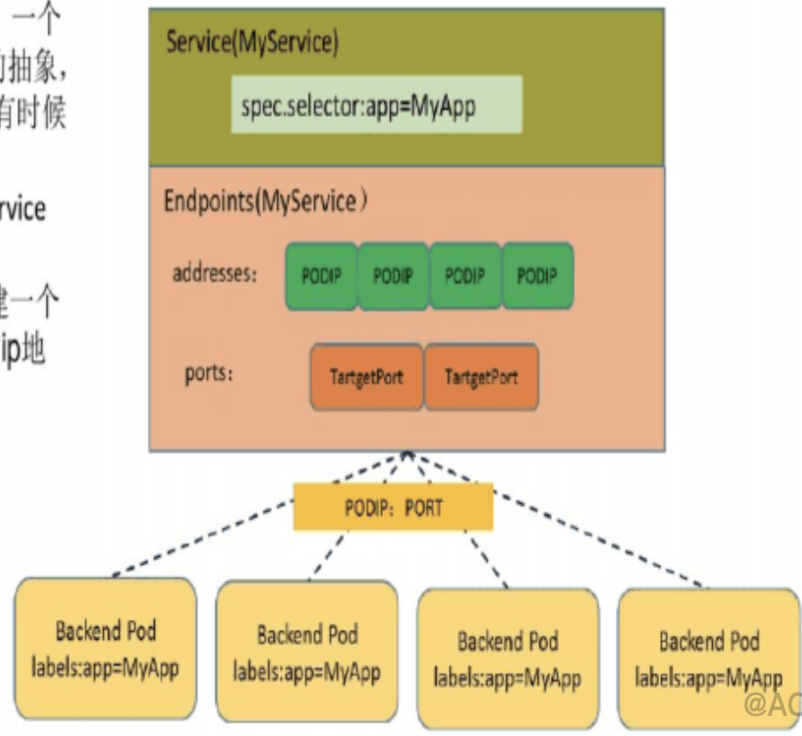 一个
的抽象，
有时候
rvice
建一个
ip地
Service(MyService)
spec.selector:app=MyApp
Endpoints(MyService）
addresses: PODIP PODIP PODIP PODIP
ports: TartgetPort TartgetPort
PODIP: PORT
Backend Pod
labels:app=MyApp
Backend Pod
labels:app=MyApp
Backend Pod
labels:app=MyApp
Backend Pod
labels:app=MyApp
@AC